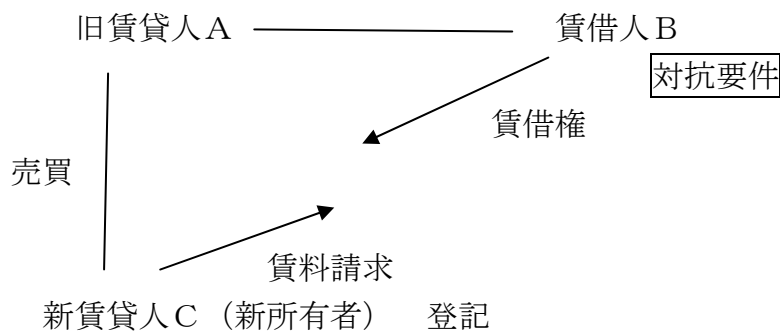 旧賃貸人A
賃借人B
対抗要件
賃借権
売買
賃料請求
新賃貸人C(新所有者) 登記